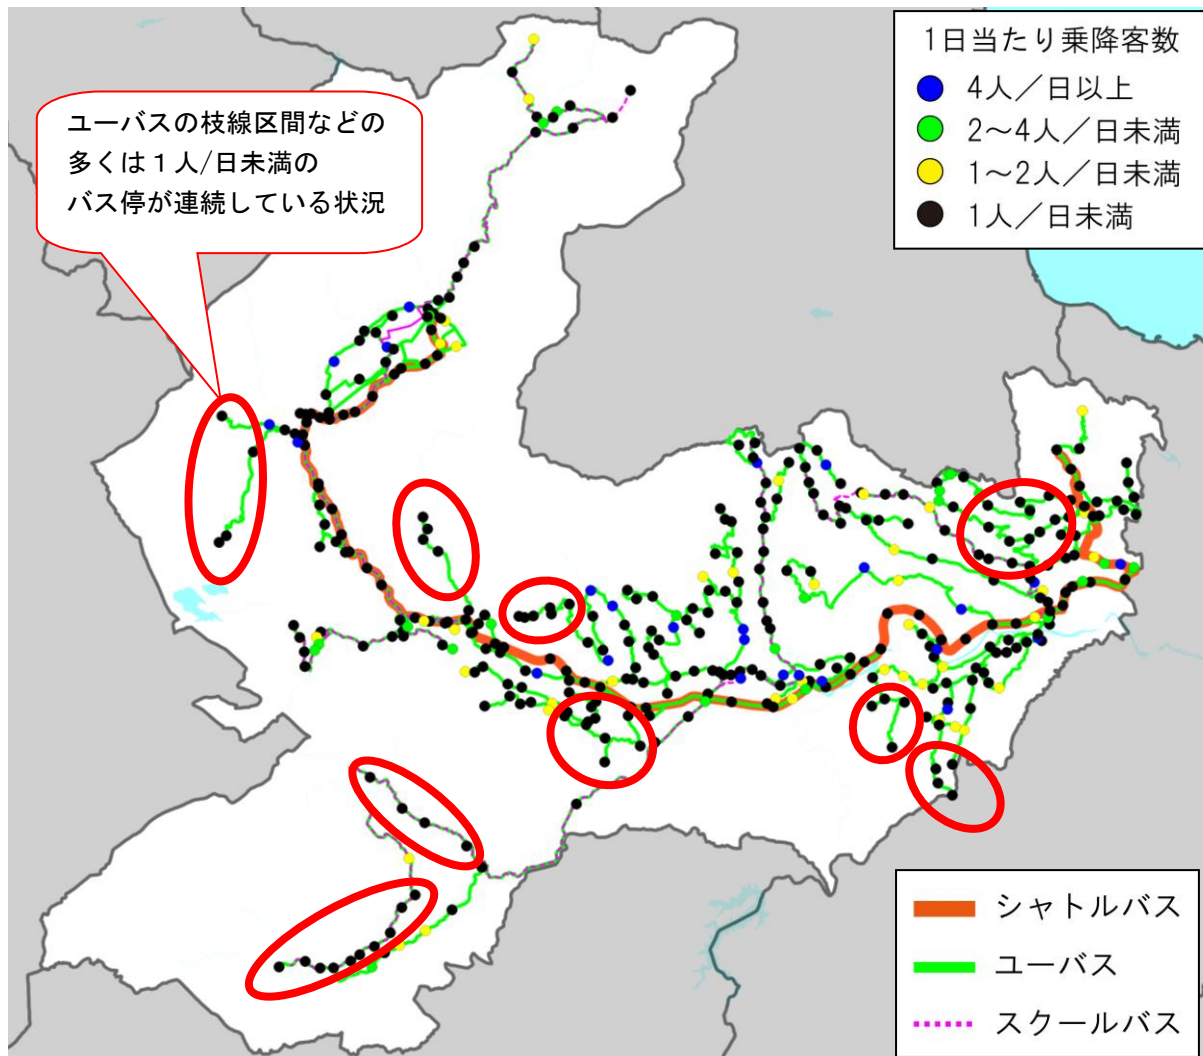 ユーバスの枝線区間などの
多くは１人/日未満の
バス停が連続している状況
1日当たり乗降客数
4人／日以上
2～4人／日未満
1～2人／日未満
1人／日未満
シャトルバス
ユーバス
スクールバス